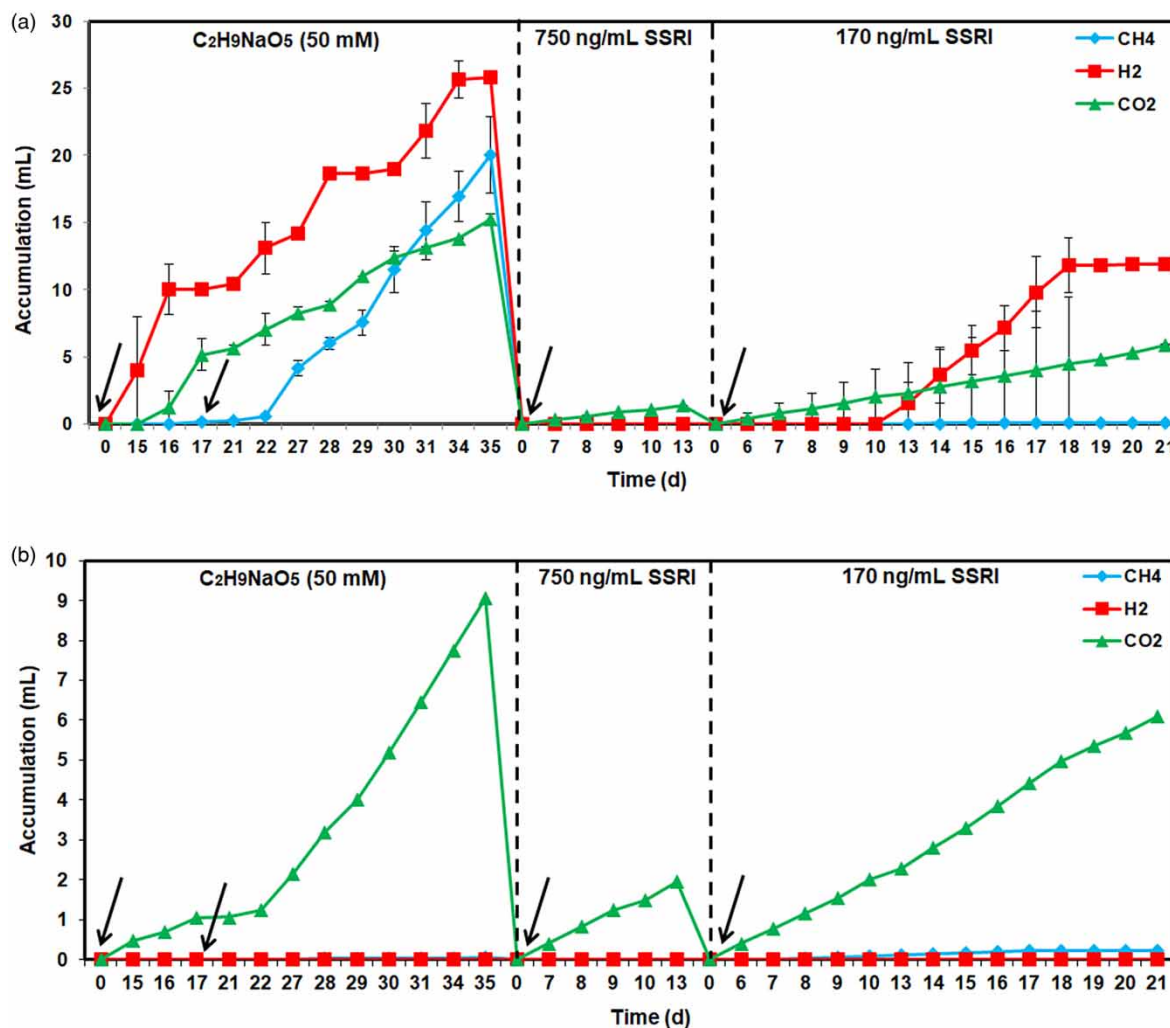 (a)
C2H9NaO5 (50 mM)
750 ng/mL SSRI
170 ng/mL SSRI
CH4
H2
CO2
Accumulation (mL)
30
25
20
15
10
5
0
0 15 16 17 21 22 27 28 29 30 31 34 35 0 7 8 9 10 13 0 6 7 8 9 10 13 14 15 16 17 18 19 20 21
Time (d)
(b)
C2H9NaO5 (50 mM)
750 ng/mL SSRI
170 ng/mL SSRI
CH4
H2
CO2
Accumulation (mL)
10
9
8
7
6
5
4
3
2
1
0
0 15 16 17 21 22 27 28 29 30 31 34 35 0 7 8 9 10 13 0 6 7 8 9 10 13 14 15 16 17 18 19 20 21
Time (d)